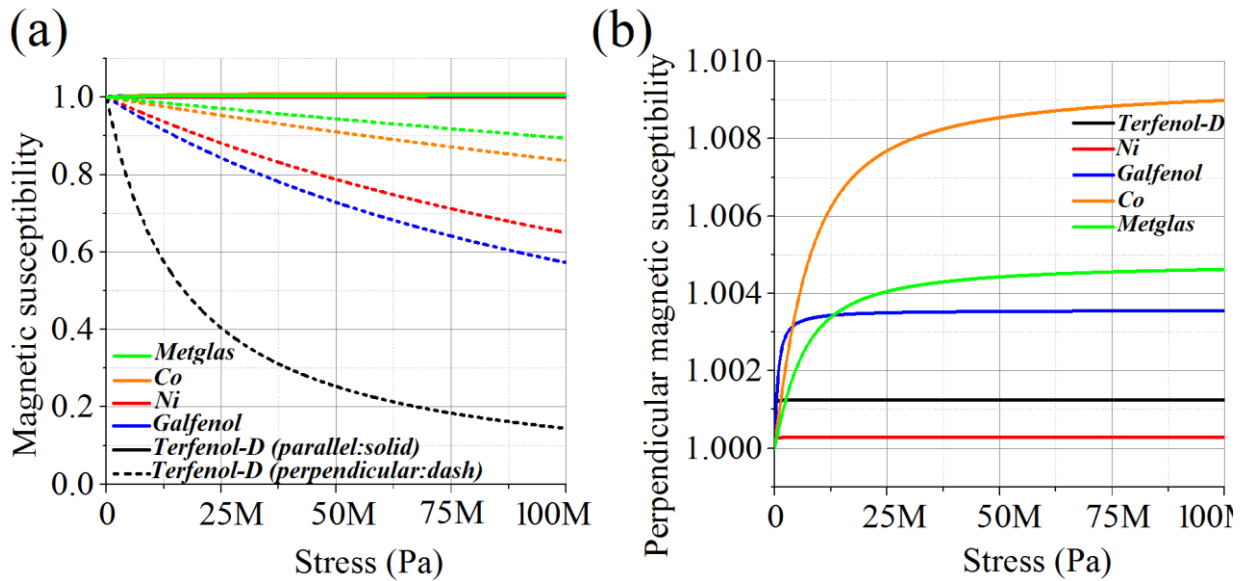 (a)
Magnetic susceptibility
1.0
0.8
0.6
0.4
0.2
0.0
Metglas
Co
Ni
Galfenol
Terfenol-D (parallel:solid)
Terfenol-D (perpendicular:dash)
0 25M 50M 75M 100M
Stress (Pa)
(b)
Perpendicular magnetic susceptibility
1.010
1.008
1.006
1.004
1.002
1.000
Terfenol-D
Ni
Galfenol
Co
Metglas
0 25M 50M 75M 100M
Stress (Pa)